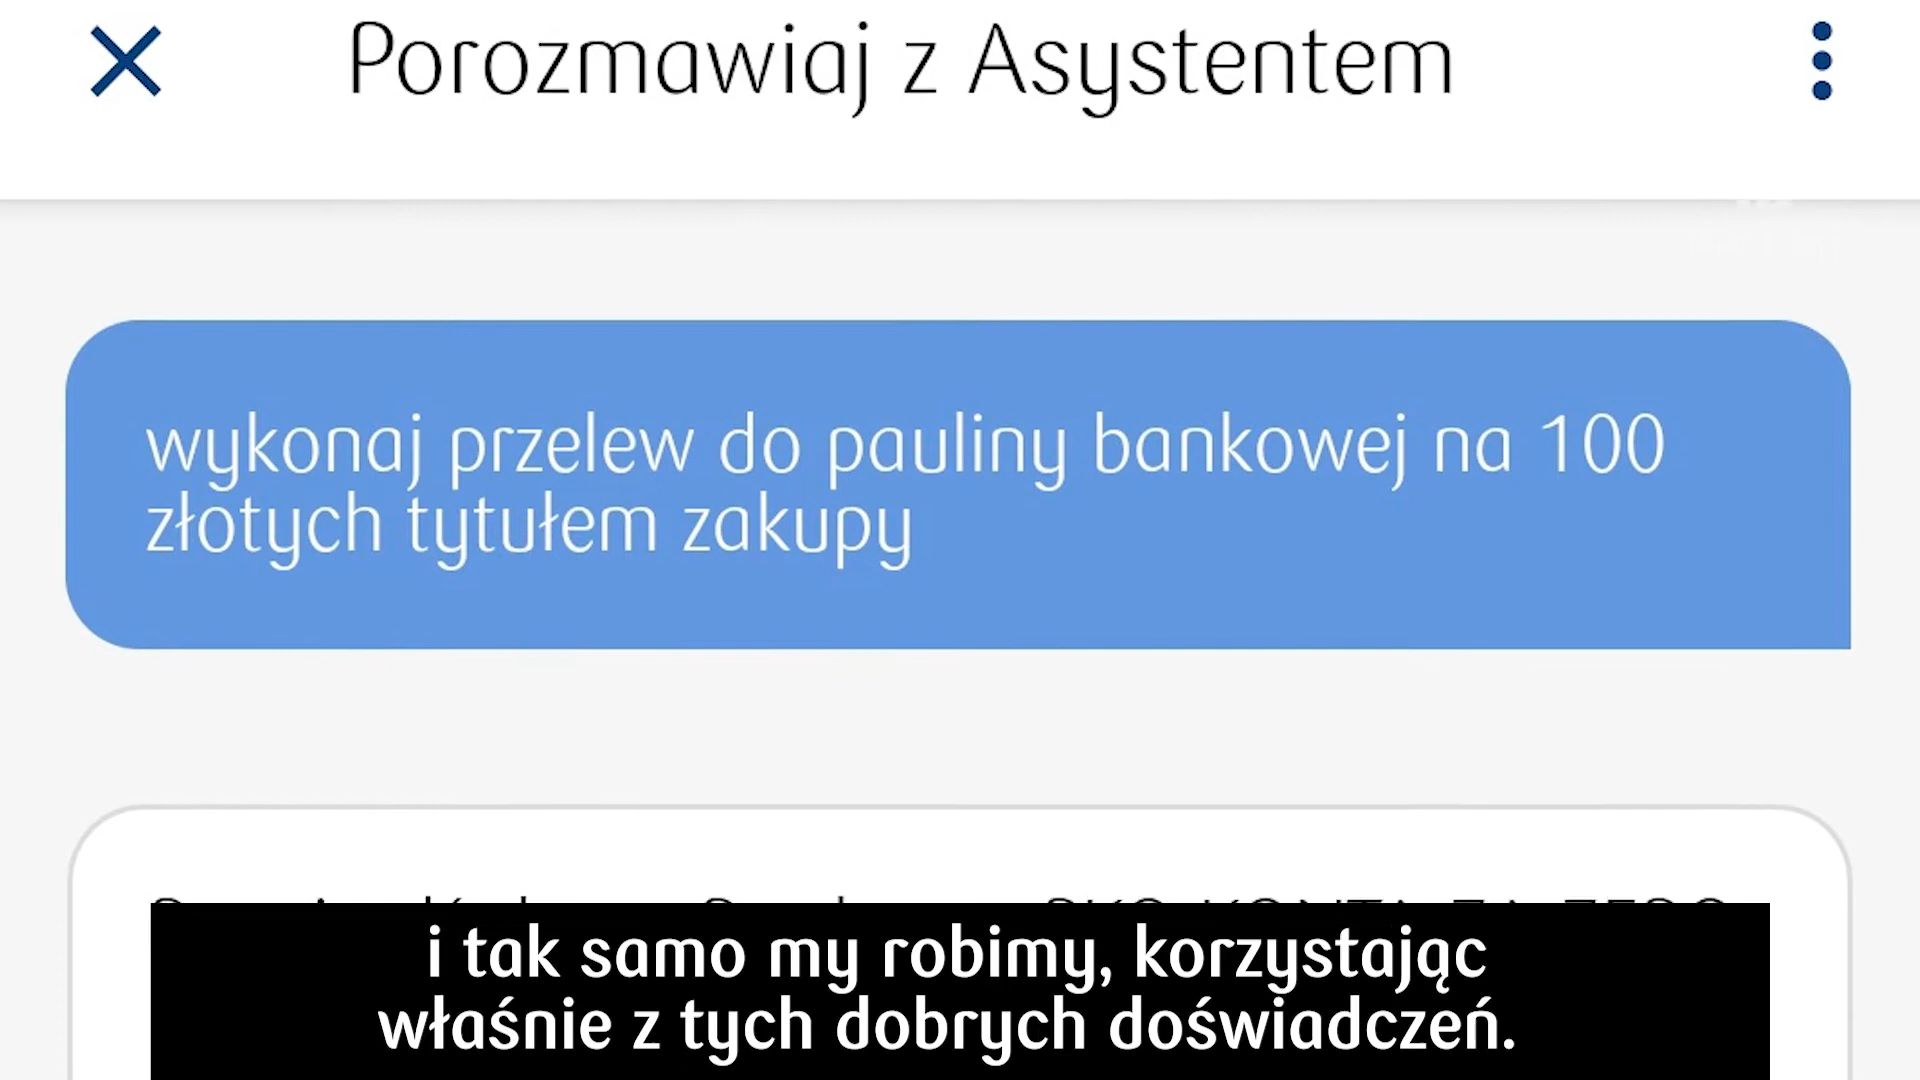 Porozmawiaj z Asystentem
wykonaj przelew do pauliny bankowej na 100
złotych tytułem zakupy
i tak samo my robimy, korzystając
właśnie z tych dobrych doświadczeń.